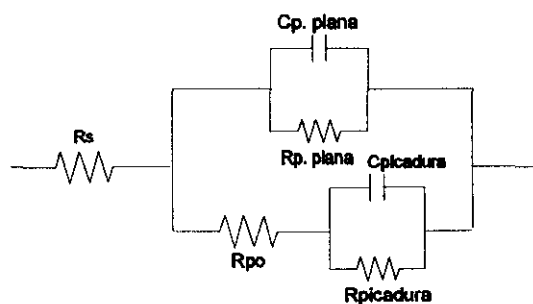 Cp. plana
Rs
Rp. plana
Cpicadura
Rpo
Rpicadura